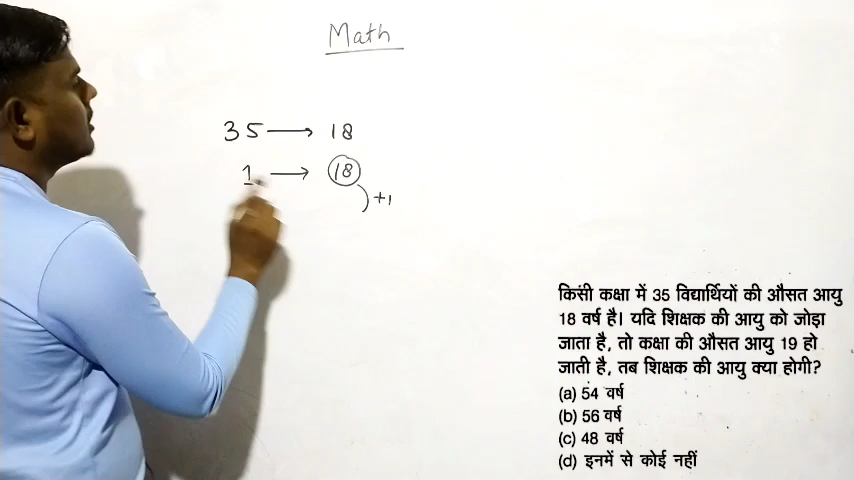 Math
35 → 18
1 → 18
+1
किसी कक्षा में 35 विद्यार्थियों की औसत आयु
18 वर्ष है। यदि शिक्षक की आयु को जोड़ा
जाता है, तो कक्षा की औसत आयु 19 हो
जाती है, तब शिक्षक की आयु क्या होगी?
(a) 54 वर्ष
(b) 56 वर्ष
(c) 48 वर्ष
(d) इनमें से कोई नहीं